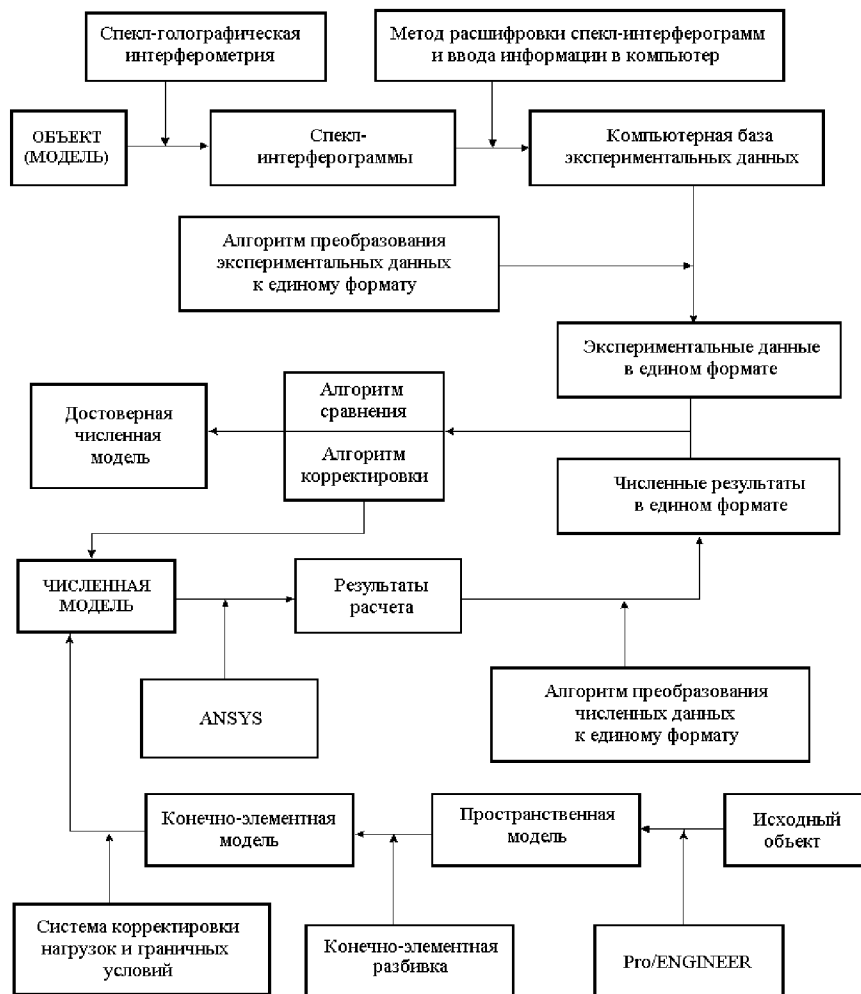 Спекл-голографическая
интерферометрия
Метод расшифровки спекл-интерферограмм
и ввода информации в компьютер
ОБЪЕКТ
(МОДЕЛЬ)
Спекл-
интерферограммы
Компьютерная база
экспериментальных данных
Алгоритм преобразования
экспериментальных данных
к единому формату
Экспериментальные данные
в едином формате
Достоверная
численная
модель
Алгоритм
сравнения
Алгоритм
корректировки
Численные результаты
в едином формате
ЧИСЛЕННАЯ
МОДЕЛЬ
Результаты
расчета
ANSYS
Алгоритм преобразования
численных данных
к единому формату
Конечно-элементная
модель
Пространственная
модель
Исходный
объект
Система корректировки
нагрузок и граничных
условий
Конечно-элементная
разбивка
Pro/ENGINEER